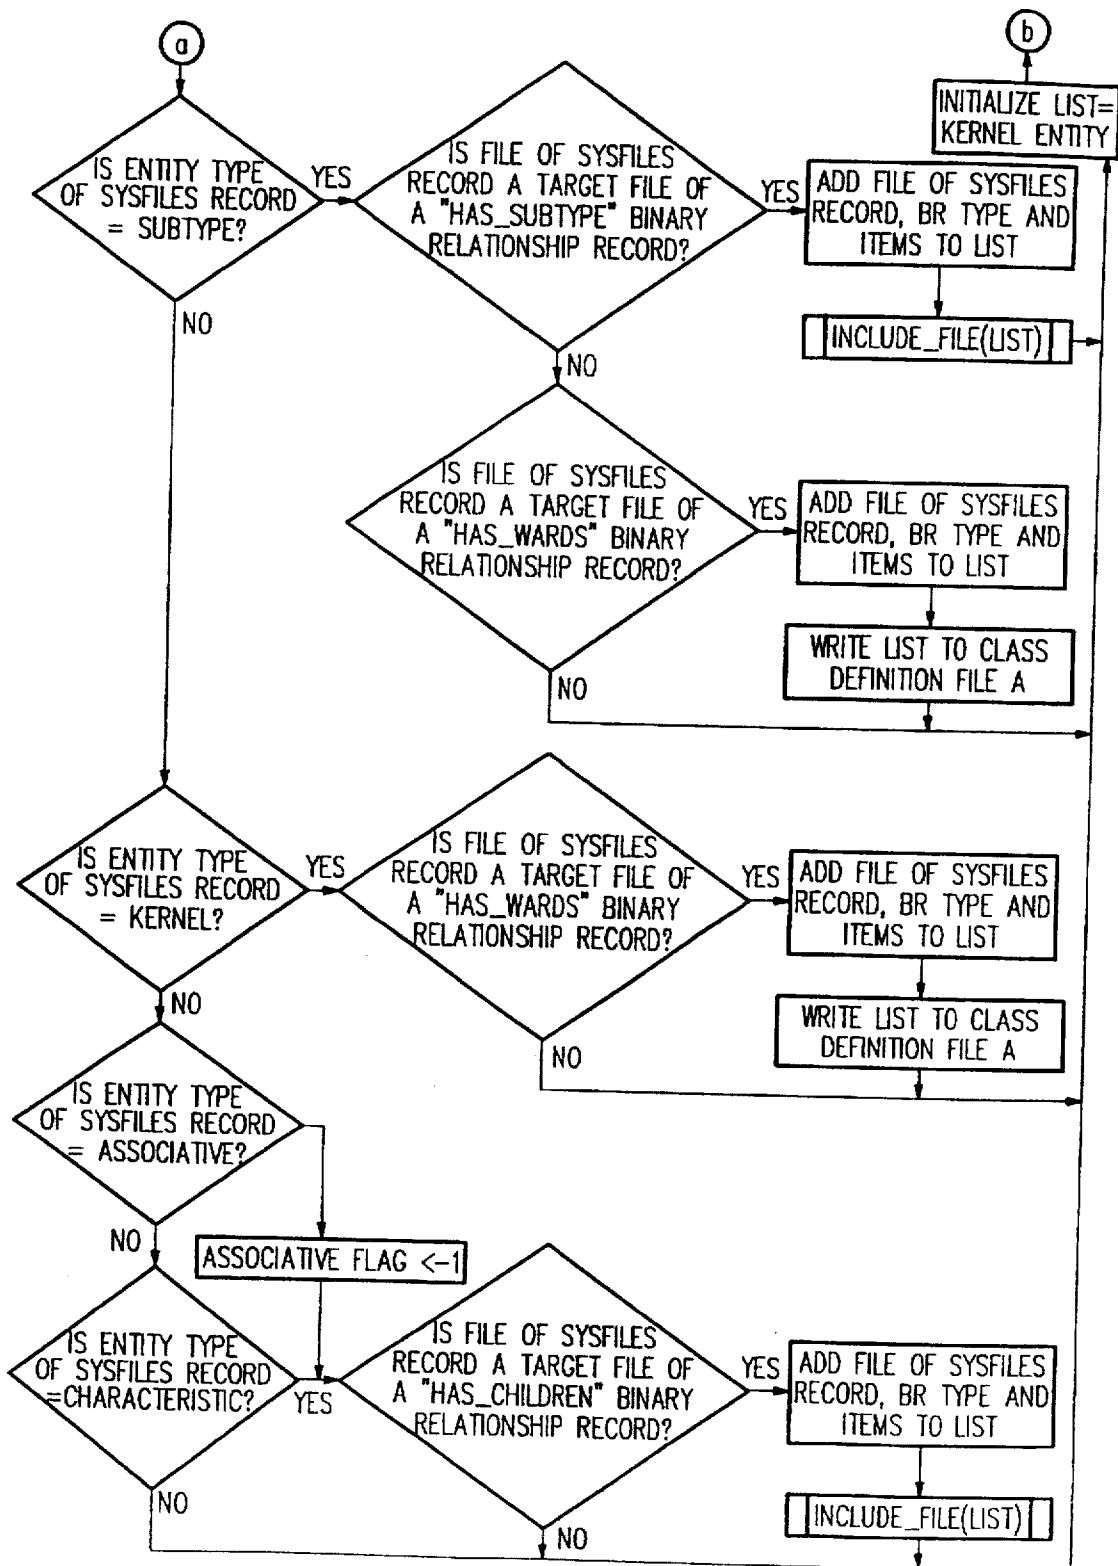 a
b
INITIALIZE LIST=
KERNEL ENTITY
IS ENTITY TYPE
OF SYSFILES RECORD
= SUBTYPE?
YES
NO
IS FILE OF SYSFILES
RECORD A TARGET FILE OF
A "HAS_SUBTYPE" BINARY
RELATIONSHIP RECORD?
YES
NO
ADD FILE OF SYSFILES
RECORD, BR TYPE AND
ITEMS TO LIST
INCLUDE_FILE(LIST)
IS FILE OF SYSFILES
RECORD A TARGET FILE OF
A "HAS_WARDS" BINARY
RELATIONSHIP RECORD?
YES
NO
ADD FILE OF SYSFILES
RECORD, BR TYPE AND
ITEMS TO LIST
WRITE LIST TO CLASS
DEFINITION FILE A
IS ENTITY TYPE
OF SYSFILES RECORD
= KERNEL?
YES
NO
IS FILE OF SYSFILES
RECORD A TARGET FILE OF
A "HAS_WARDS" BINARY
RELATIONSHIP RECORD?
YES
NO
ADD FILE OF SYSFILES
RECORD, BR TYPE AND
ITEMS TO LIST
WRITE LIST TO CLASS
DEFINITION FILE A
IS ENTITY TYPE
OF SYSFILES RECORD
= ASSOCIATIVE?
NO
ASSOCIATIVE FLAG <-1
IS ENTITY TYPE
OF SYSFILES RECORD
=CHARACTERISTIC?
YES
NO
IS FILE OF SYSFILES
RECORD A TARGET FILE OF
A "HAS_CHILDREN" BINARY
RELATIONSHIP RECORD?
YES
NO
ADD FILE OF SYSFILES
RECORD, BR TYPE AND
ITEMS TO LIST
INCLUDE_FILE(LIST)